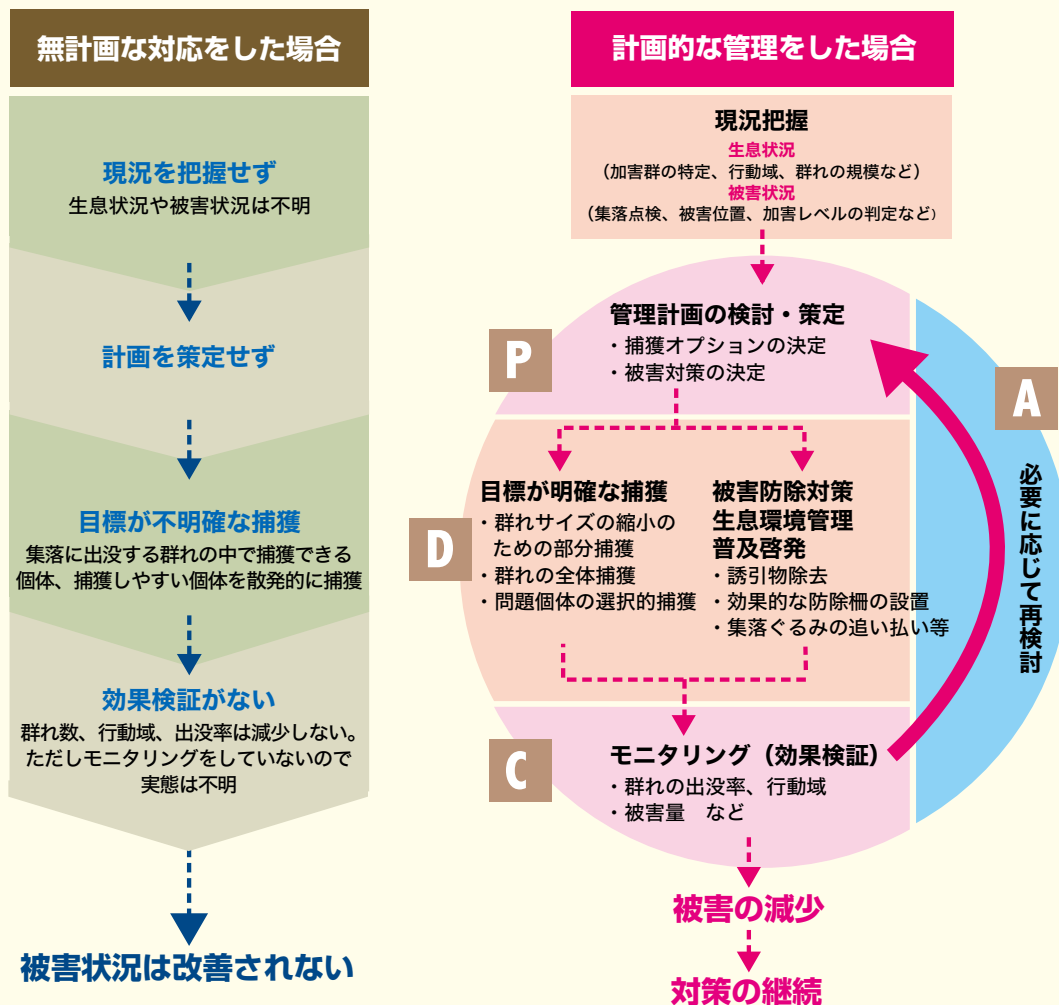 無計画な対応をした場合
現況を把握せず
生息状況や被害状況は不明
計画を策定せず
目標が不明確な捕獲
集落に出没する群れの中で捕獲できる
個体、捕獲しやすい個体を散発的に捕獲
効果検証がない
群れ数、行動域、出没率は減少しない。
ただしモニタリングをしていないので
実態は不明
被害状況は改善されない
計画的な管理をした場合
現況把握
生息状況
（加害群の特定、行動域、群れの規模など）
被害状況
（集落点検、被害位置、加害レベルの判定など）
P
管理計画の検討・策定
・捕獲オプションの決定
・被害対策の決定
D
目標が明確な捕獲
・群れサイズの縮小の
ための部分捕獲
・群れの全体捕獲
・問題個体の選択的捕獲
被害防除対策
生息環境管理
普及啓発
・誘引物除去
・効果的な防除柵の設置
・集落ぐるみの追い払い等
C
モニタリング（効果検証）
・群れの出没率、行動域
・被害量　など
A
必要に応じて再検討
被害の減少
対策の継続